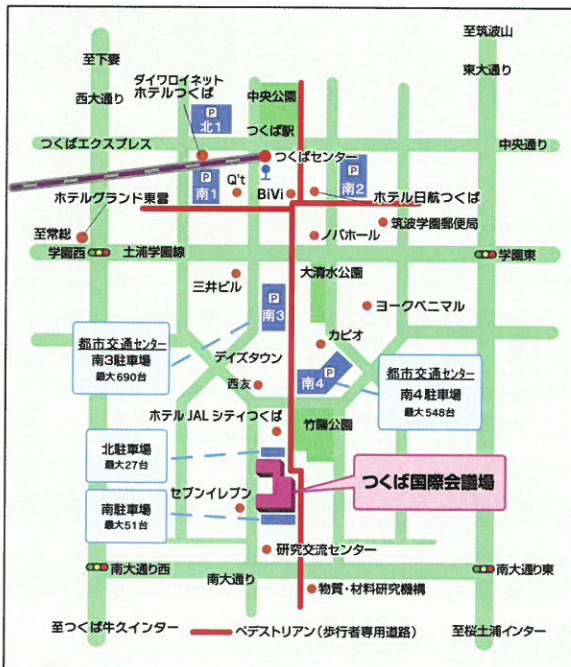 至筑波山
至下妻
東大通り
西大通り
ダイワロイネット
ホテルつくば
中央公園
P
北1
つくば駅
つくばエクスプレス
中央通り
つくばセンター
P
南1
Q't
BiVi
P
南2
ホテル日航つくば
ホテルグランド東雲
筑波学園郵便局
至常総
ノバホール
学園西
土浦学園線
学園東
大清水公園
三井ビル
ヨークベニマル
P
南3
都市交通センター
南3駐車場
最大690台
カピオ
デイズタウン
P
南4
都市交通センター
南4駐車場
最大548台
西友
ホテルJALシティつくば
竹園公園
北駐車場
最大27台
つくば国際会議場
セブンイレブン
南駐車場
最大51台
研究交流センター
南大通り西
南大通り
南大通り東
物質・材料研究機構
至つくば牛久インター
ペデストリアン(歩行者専用道路)
至桜土浦インター